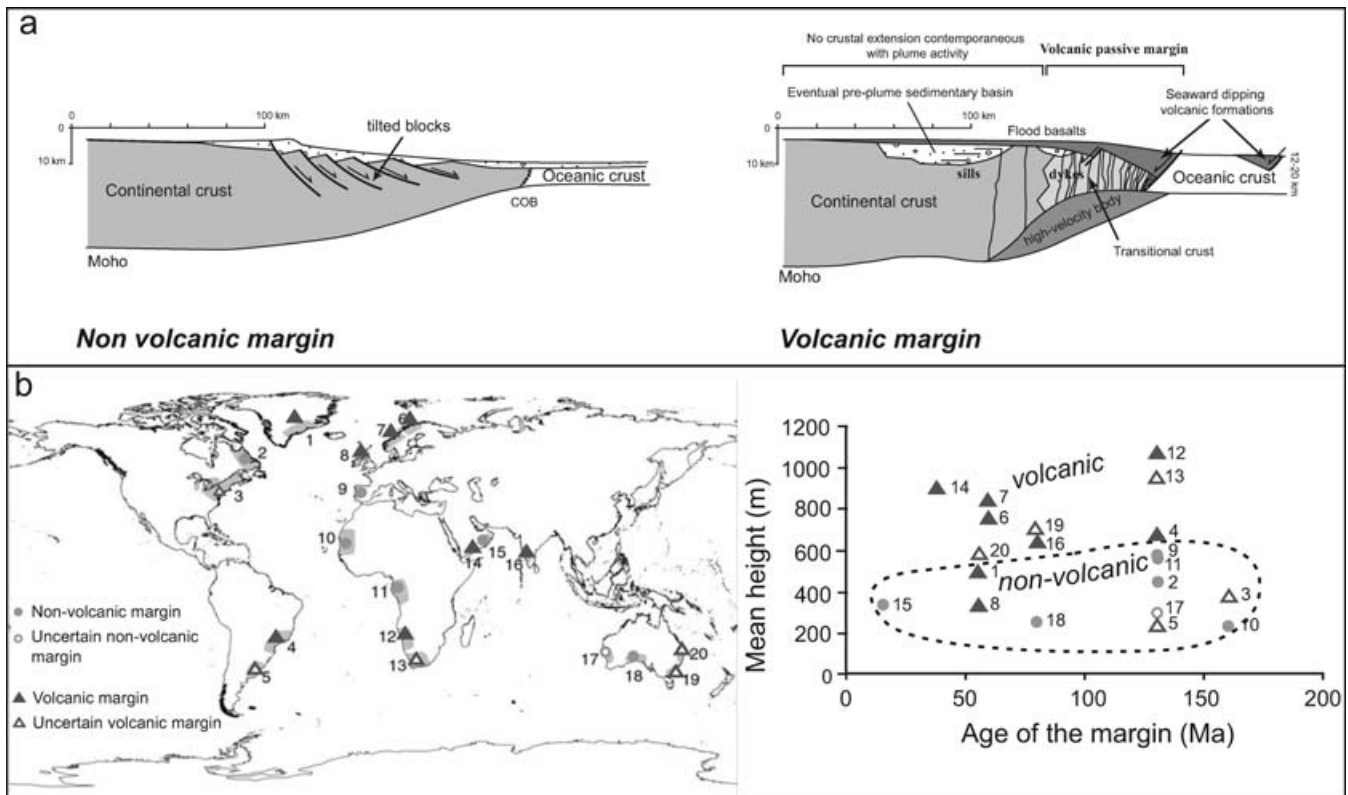 a
No crustal extension contemporaneous
with plume activity
Volcanic passive margin
Eventual pre-plume sedimentary basin
Seaward dipping
volcanic formations
0
100 km
10 km
tilted blocks
Continental crust
Oceanic crust
COB
Moho
Non volcanic margin
0
100 km
10 km
Flood basalts
sills
dykes
Oceanic crust
12-20 km
Continental crust
high-velocity body
Transitional crust
Moho
Volcanic margin
b
1
2
3
4
5
6
7
8
9
10
11
12
13
14
15
16
17
18
19
20
Non-volcanic margin
Uncertain non-volcanic
margin
Volcanic margin
Uncertain volcanic margin
Mean height (m)
1200
1000
800
600
400
200
0
volcanic
non-volcanic
12
13
14
7
6
19
16
4
20
9
11
1
2
8
15
3
17
18
5
10
0
50
100
150
200
Age of the margin (Ma)